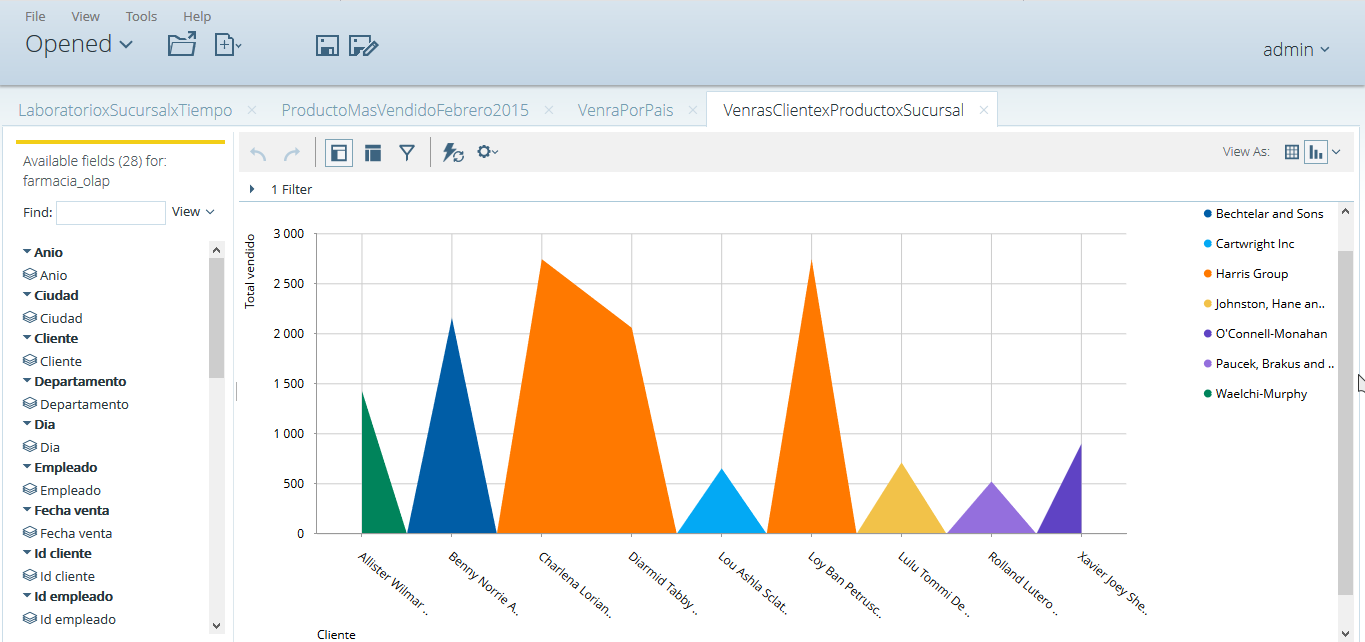 File View Tools Help
Opened
admin
LaboratorioxSucursalxTiempo
ProductoMasVendidoFebrero2015
VenraPorPais
VenrasClientexProductoxSucursal
Available fields (28) for:
farmacia_olap
Find:
View
Anio
Anio
Ciudad
Ciudad
Cliente
Cliente
Departamento
Departamento
Dia
Dia
Empleado
Empleado
Fecha venta
Fecha venta
Id cliente
Id cliente
Id empleado
Id empleado
View As:
1 Filter
Total vendido
3 000
2 500
2 000
1 500
1 000
500
0
Allister Wilmar ..
Benny Norrie A..
Charlena Lorian..
Diarmid Tabby ..
Lou Ashla Sclat..
Loy Ban Petrusc..
Lulu Tommi De ..
Rolland Lutero ..
Xavier Joey She..
Cliente
Bechtelar and Sons
Cartwright Inc
Harris Group
Johnston, Hane an..
O'Connell-Monahan
Paucek, Brakus and ..
Waelchi-Murphy